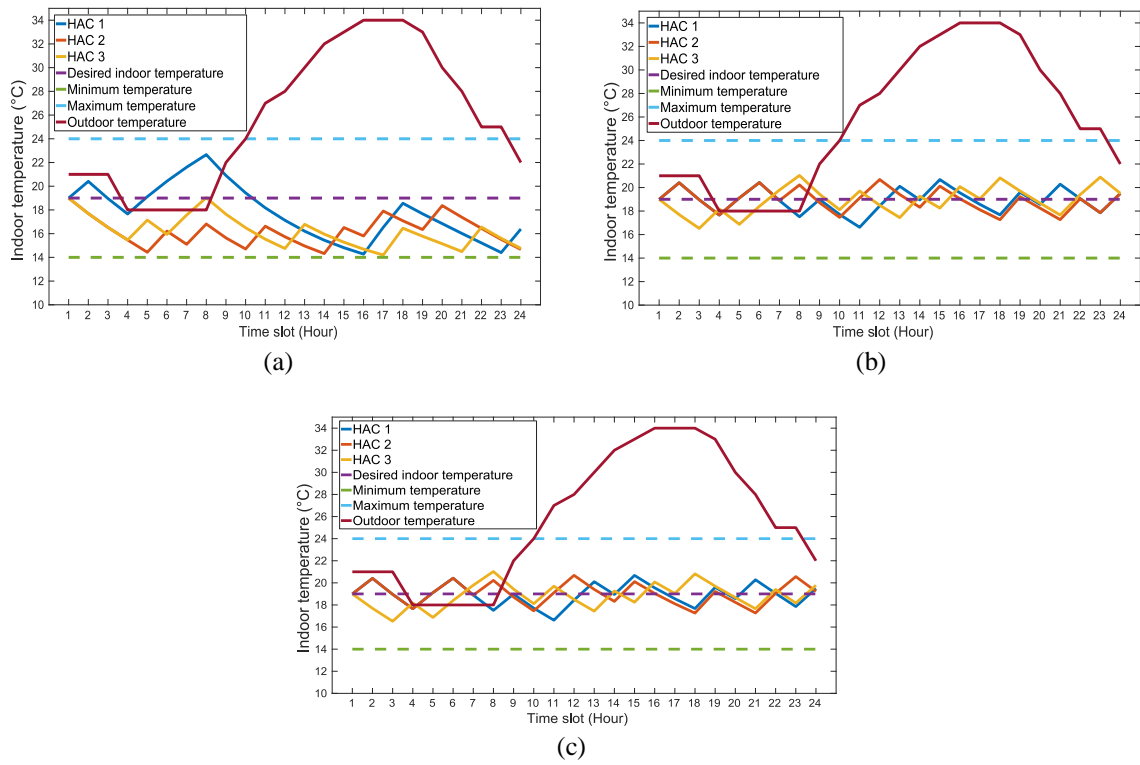 34
32
30
28
26
24
22
20
18
16
14
12
10
Indoor temperature (°C)
HAC 1
HAC 2
HAC 3
Desired indoor temperature
Minimum temperature
Maximum temperature
Outdoor temperature
1 2 3 4 5 6 7 8 9 10 11 12 13 14 15 16 17 18 19 20 21 22 23 24
Time slot (Hour)
(a)
34
32
30
28
26
24
22
20
18
16
14
12
10
Indoor temperature (°C)
HAC 1
HAC 2
HAC 3
Desired indoor temperature
Minimum temperature
Maximum temperature
Outdoor temperature
1 2 3 4 5 6 7 8 9 10 11 12 13 14 15 16 17 18 19 20 21 22 23 24
Time slot (Hour)
(b)
34
32
30
28
26
24
22
20
18
16
14
12
10
Indoor temperature (°C)
HAC 1
HAC 2
HAC 3
Desired indoor temperature
Minimum temperature
Maximum temperature
Outdoor temperature
1 2 3 4 5 6 7 8 9 10 11 12 13 14 15 16 17 18 19 20 21 22 23 24
Time slot (Hour)
(c)